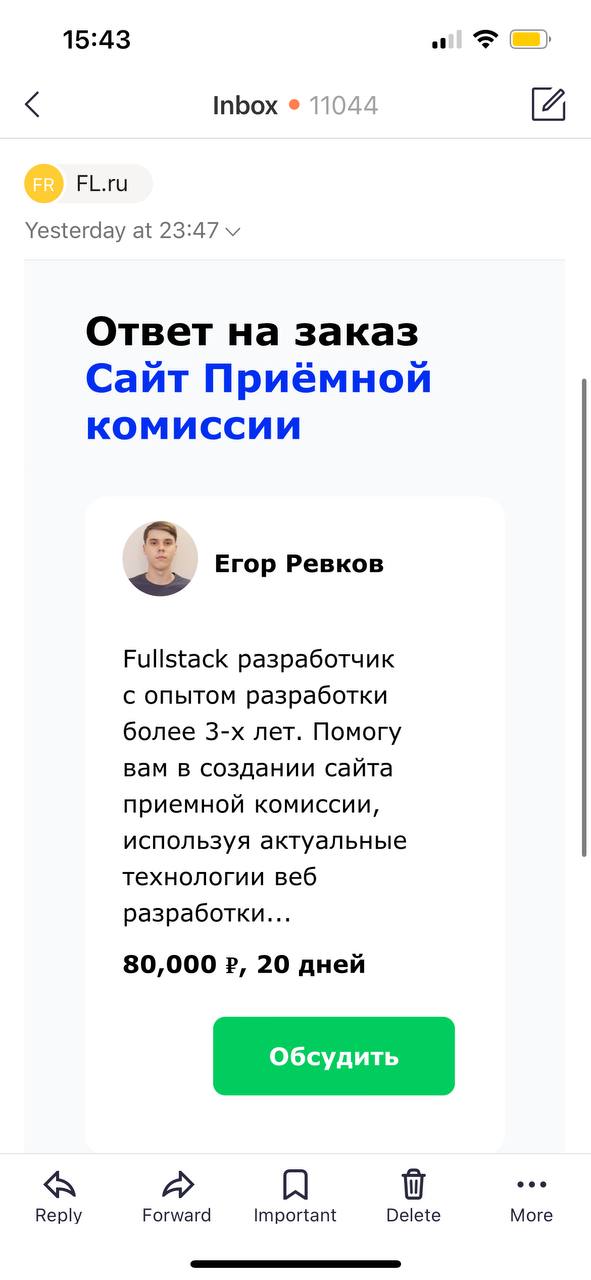 15:43
Inbox • 11044
FR FL.ru
Yesterday at 23:47
Ответ на заказ
Сайт Приёмной
комиссии
Егор Ревков
Fullstack разработчик
с опытом разработки
более 3-х лет. Помогу
вам в создании сайта
приемной комиссии,
используя актуальные
технологии веб
разработки...
80,000 ₽, 20 дней
Обсудить
Reply Forward Important Delete More